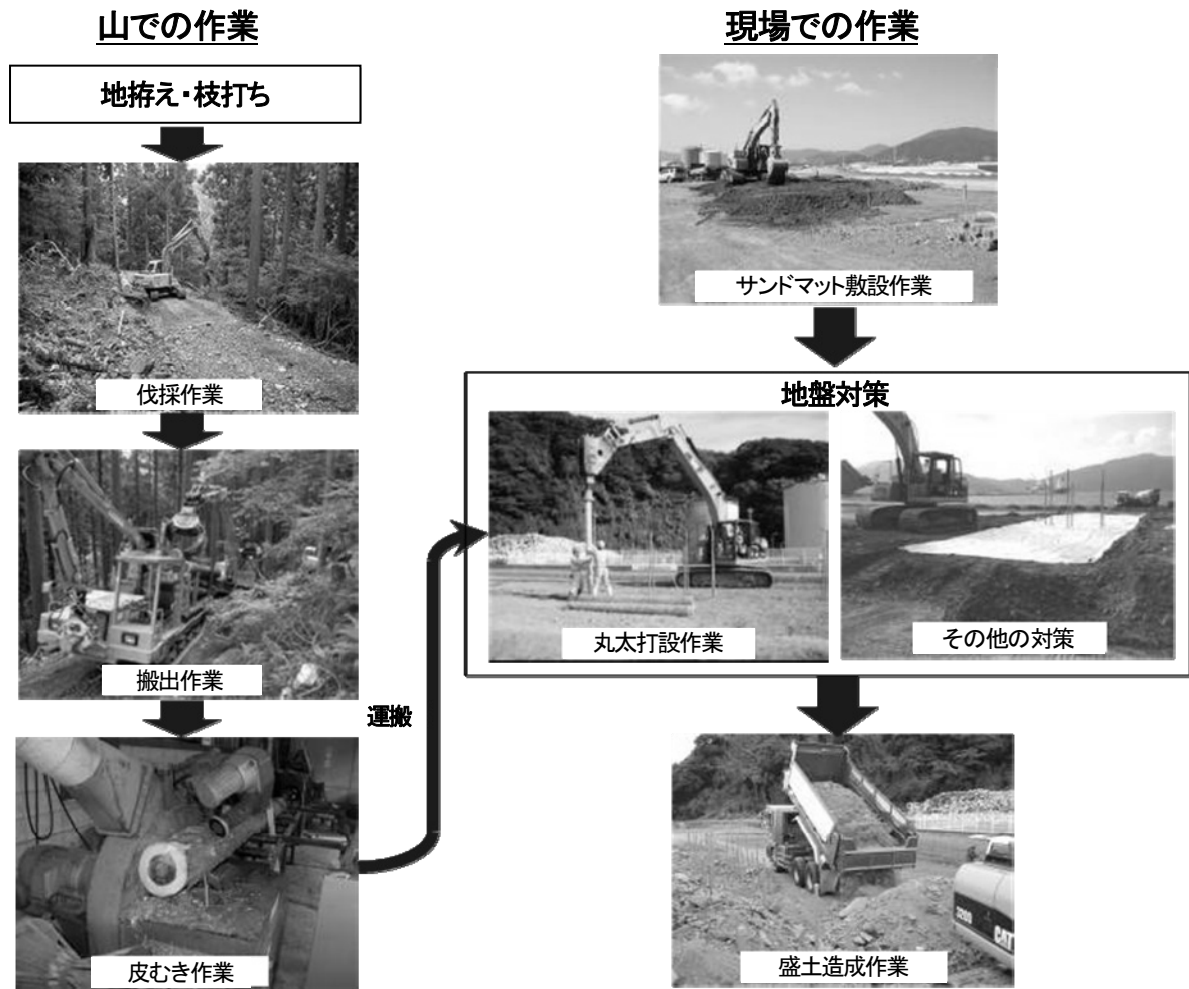 山での作業
地拵え・枝打ち
伐採作業
搬出作業
皮むき作業
運搬
現場での作業
サンドマット敷設作業
地盤対策
丸太打設作業
その他の対策
盛土造成作業
320D
CAT